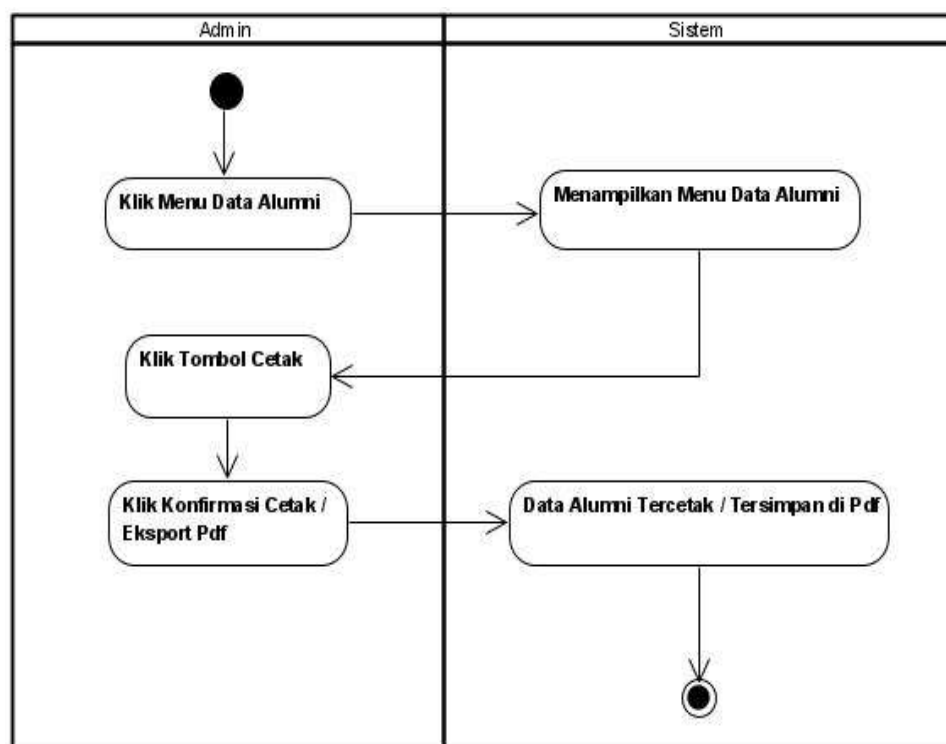 Admin
Sistem
Klik Menu Data Alumni
Menampilkan Menu Data Alumni
Klik Tombol Cetak
Klik Konfirmasi Cetak /
Eksport Pdf
Data Alumni Tercetak / Tersimpan di Pdf